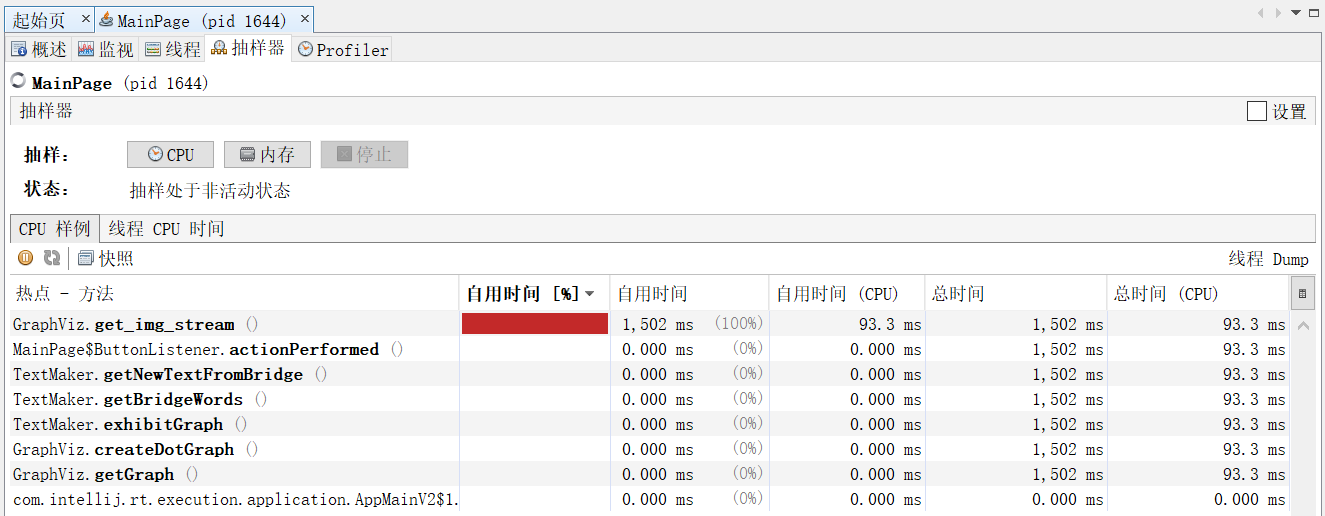 起始页 × MainPage (pid 1644) ×
概述 监视 线程 抽样器 Profiler
MainPage (pid 1644)
抽样器 设置
抽样: CPU 内存 停止
状态: 抽样处于非活动状态
CPU 样例 线程 CPU 时间
快照 线程 Dump
热点 - 方法 自用时间 [%] 自用时间 自用时间 (CPU) 总时间 总时间 (CPU)
GraphViz.get_img_stream () 1,502 ms (100%) 93.3 ms 1,502 ms 93.3 ms
MainPage$ButtonListener.actionPerformed () 0.000 ms (0%) 0.000 ms 1,502 ms 93.3 ms
TextMaker.getNewTextFromBridge () 0.000 ms (0%) 0.000 ms 1,502 ms 93.3 ms
TextMaker.getBridgeWords () 0.000 ms (0%) 0.000 ms 1,502 ms 93.3 ms
TextMaker.exhibitGraph () 0.000 ms (0%) 0.000 ms 1,502 ms 93.3 ms
GraphViz.createDotGraph () 0.000 ms (0%) 0.000 ms 1,502 ms 93.3 ms
GraphViz.getGraph () 0.000 ms (0%) 0.000 ms 1,502 ms 93.3 ms
com.intellij.rt.execution.application.AppMainV2$1. 0.000 ms (0%) 0.000 ms 0.000 ms 0.000 ms